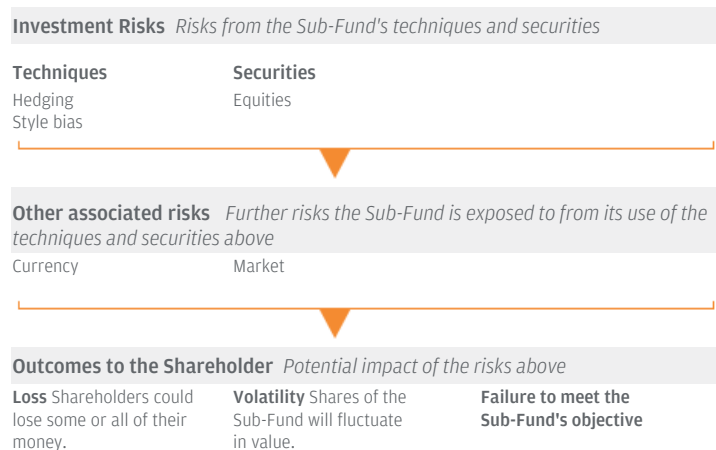 Investment Risks Risks from the Sub-Fund's techniques and securities
Techniques Securities
Hedging Equities
Style bias
Other associated risks Further risks the Sub-Fund is exposed to from its use of the
techniques and securities above
Currency Market
Outcomes to the Shareholder Potential impact of the risks above
Loss Shareholders could
lose some or all of their
money.
Volatility Shares of the
Sub-Fund will fluctuate
in value.
Failure to meet the
Sub-Fund's objective